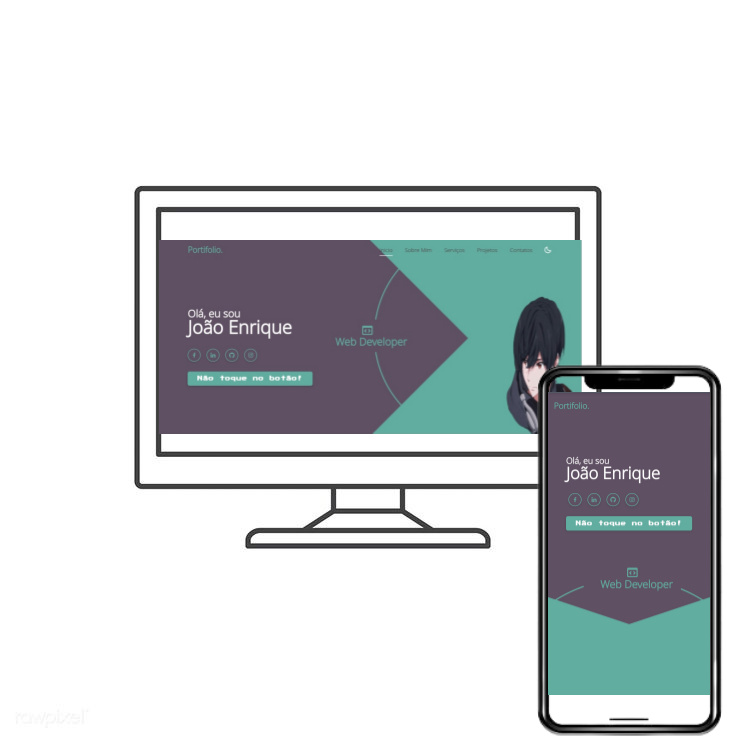 Portifolio.
Sobre Mim Serviços Projetos Contatos
Olá, eu sou
João Enrique
Web Developer
Não toque no botão!
Portifolio.
Olá, eu sou
João Enrique
Não toque no botão!
Web Developer
rawpixel